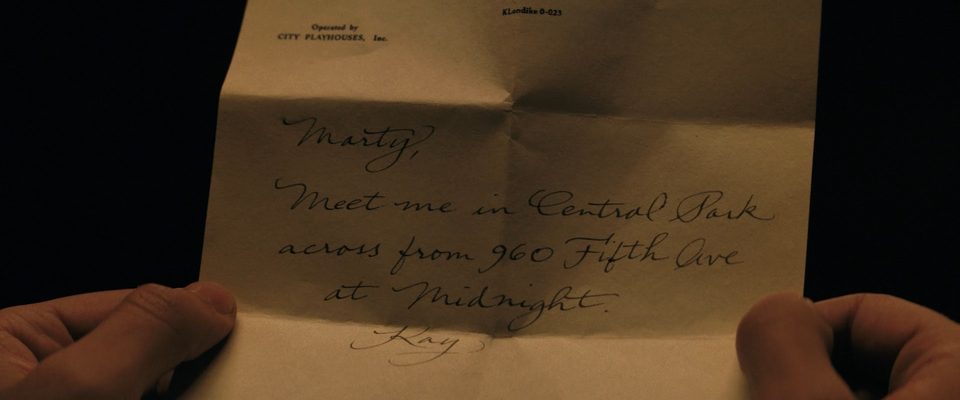 KLondike 0-023
Operated by
CITY PLAYHOUSES, Inc.
Marty,
Meet me in Central Park
across from 960 Fifth Ave
at Midnight.
Kay